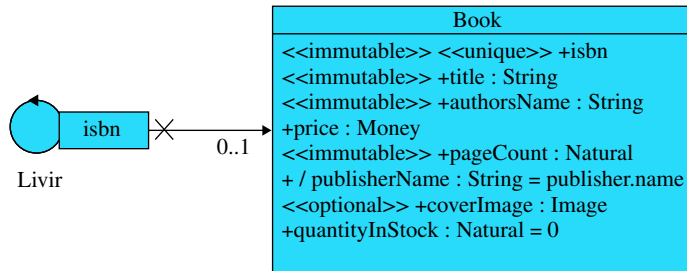 Book
<<immutable>> <<unique>> +isbn
<<immutable>> +title : String
<<immutable>> +authorsName : String
+price : Money
<<immutable>> +pageCount : Natural
+ / publisherName : String = publisher.name
<<optional>> +coverImage : Image
+quantityInStock : Natural = 0
isbn
0..1
Livir